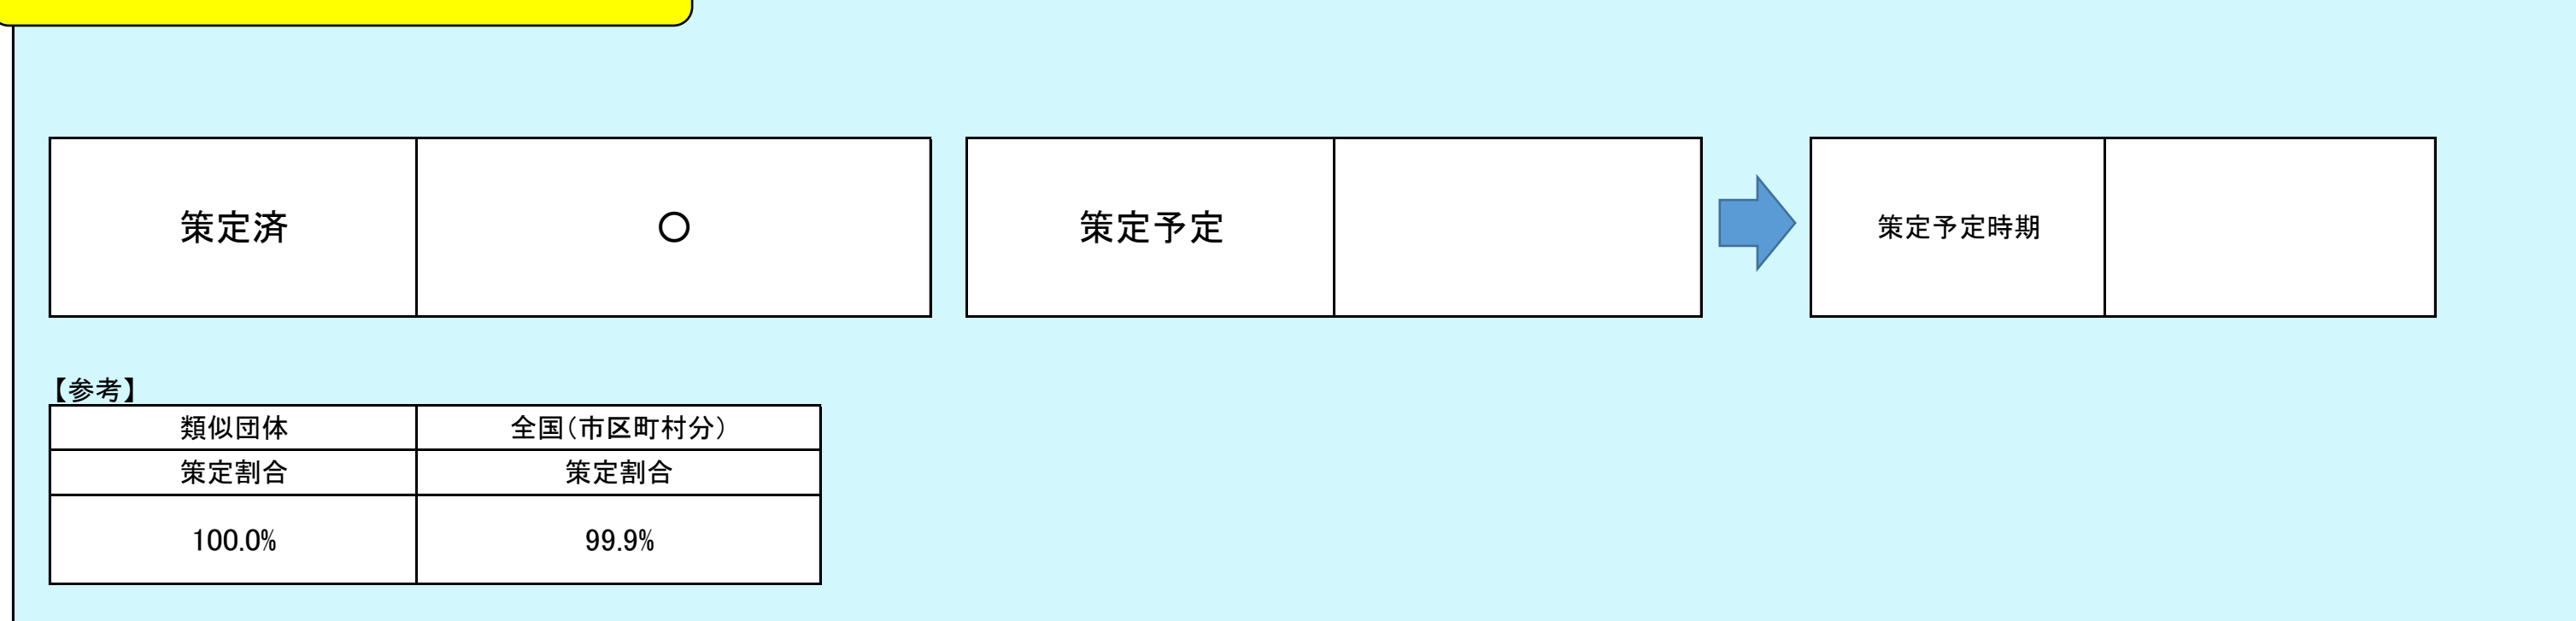 策定済 ○ 策定予定 策定予定時期
【参考】
類似団体 全国(市区町村分)
策定割合 策定割合
100.0% 99.9%